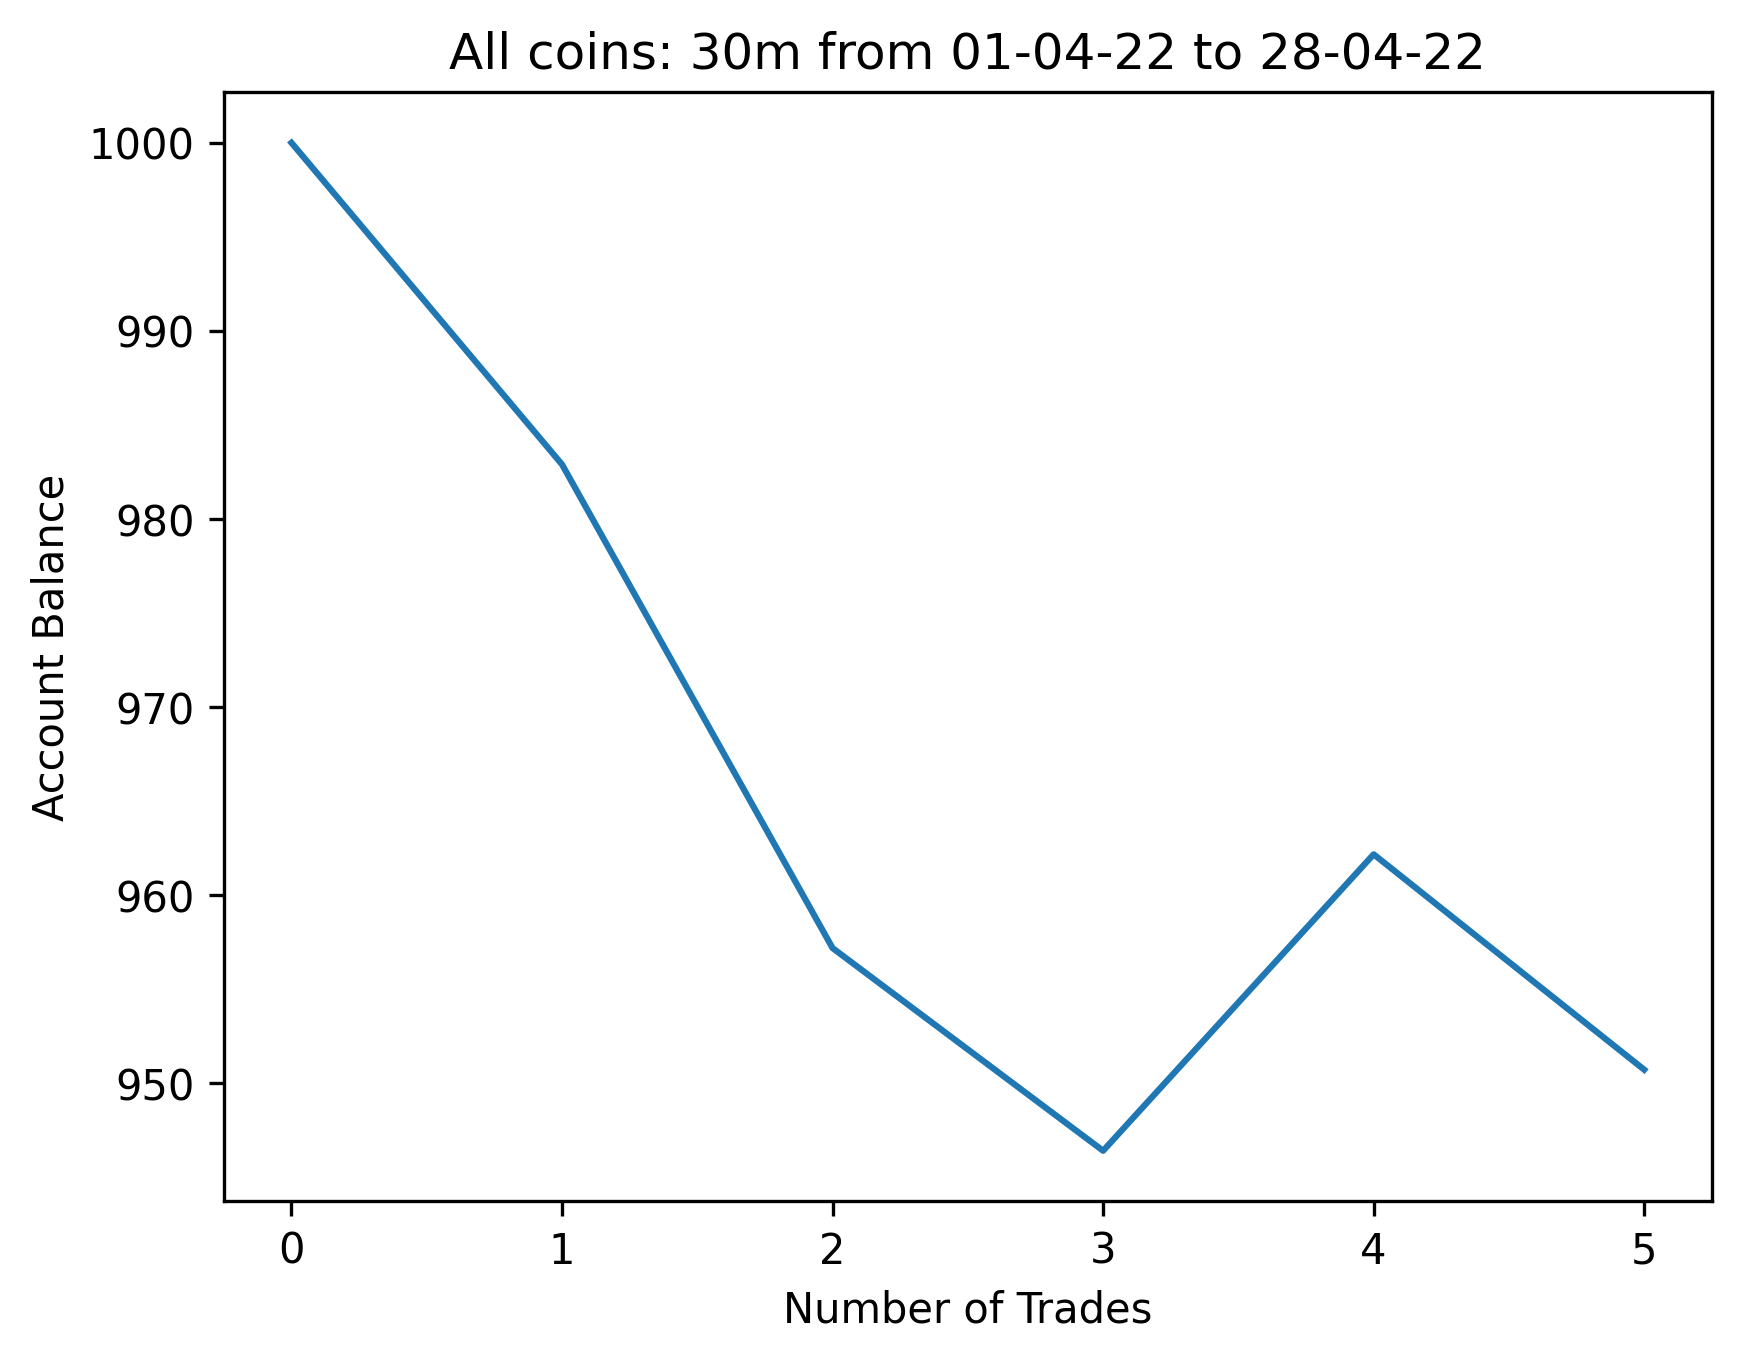 All coins: 30m from 01-04-22 to 28-04-22
1000
990
980
970
960
950
Account Balance
0 1 2 3 4 5
Number of Trades